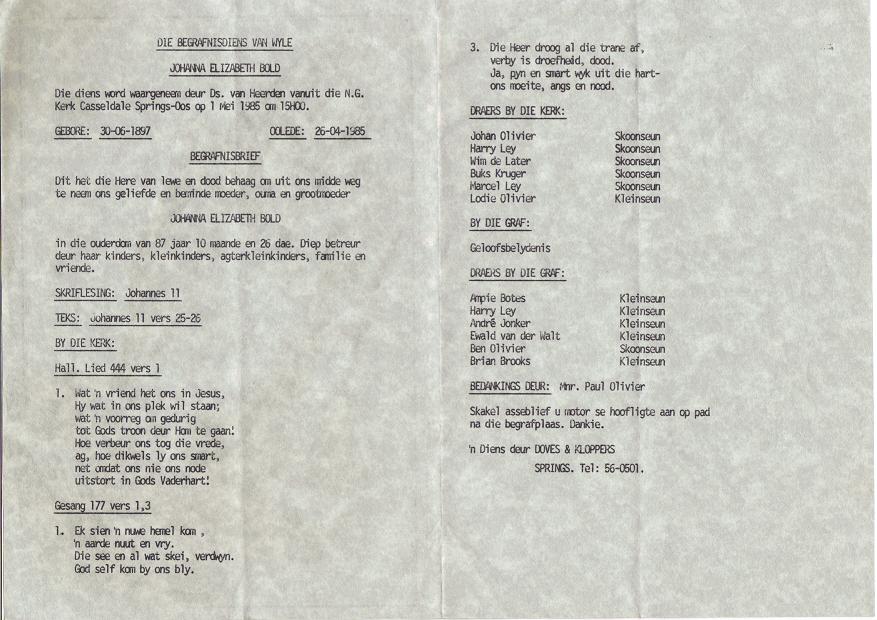 DIE BEGRAFNISDIENS VAN WYLE
JOHANNA ELIZABETH BOLD
Die diens word waargeneem deur Ds. van Heerden vanuit die N.G.
Kerk Casseldale Springs-Oos op 1 Mei 1985 om 15H00.
GEBORE: 30-06-1897 OOLEDE: 26-04-1985
BEGRAFNISBRIEF
Dit het die Here van lewe en dood behaag om uit ons midde weg
te neem ons geliefde en beminde moeder, ouma en grootmoeder
JOHANNA ELIZABETH BOLD
in die ouderdom van 87 jaar 10 maande en 26 dae. Diep betreur
deur haar kinders, kleinkinders, agterkleinkinders, familie en
vriende.
SKRIFLESING: Johannes 11
TEKS: Johannes 11 vers 25-26
BY DIE KERK:
Hall. Lied 444 vers 1
1. Wat 'n vriend het ons in Jesus,
Hy wat in ons plek wil staan;
wat 'n voorreg om gedurig
tot Gods troon deur Hom te gaan!
Hoe verbeur ons tog die vrede,
ag, hoe dikwels ly ons smart,
net omdat ons nie ons node
uitstort in Gods Vaderhart!
Gesang 177 vers 1,3
1. Ek sien 'n nuwe hemel kom ,
'n aarde nuut en vry.
Die see en al wat skei, verdwyn.
God self kom by ons bly.
3. Die Heer droog al die trane af,
verby is droefheid, dood.
Ja, pyn en smart wyk uit die hart-
ons moeite, angs en nood.
DRAERS BY DIE KERK:
Johan Olivier Skoonseun
Harry Ley Skoonseun
Wim de Later Skoonseun
Buks Kruger Skoonseun
Marcel Ley Skoonseun
Lodie Olivier Kleinseun
BY DIE GRAF:
Geloofsbelydenis
DRAERS BY DIE GRAF:
Ampie Botes Kleinseun
Harry Ley Kleinseun
André Jonker Kleinseun
Ewald van der Walt Kleinseun
Ben Olivier Skoonseun
Brian Brooks Kleinseun
BEDANKINGS DEUR: Mnr. Paul Olivier
Skakel asseblief u motor se hoofligte aan op pad
na die begrafplaas. Dankie.
'n Diens deur DOVES & KLOPPERS
SPRINGS. Tel: 56-0501.